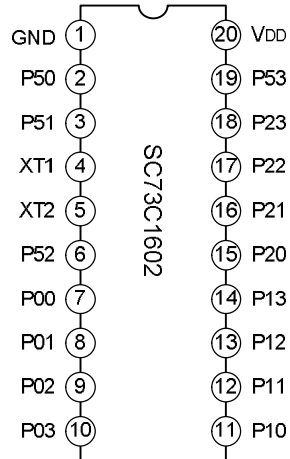 GND 1 20 VDD
P50 2 19 P53
P51 3 18 P23
XT1 4 17 P22
XT2 5 16 P21
P52 6 15 P20
P00 7 14 P13
P01 8 13 P12
P02 9 12 P11
P03 10 11 P10
SC73C1602